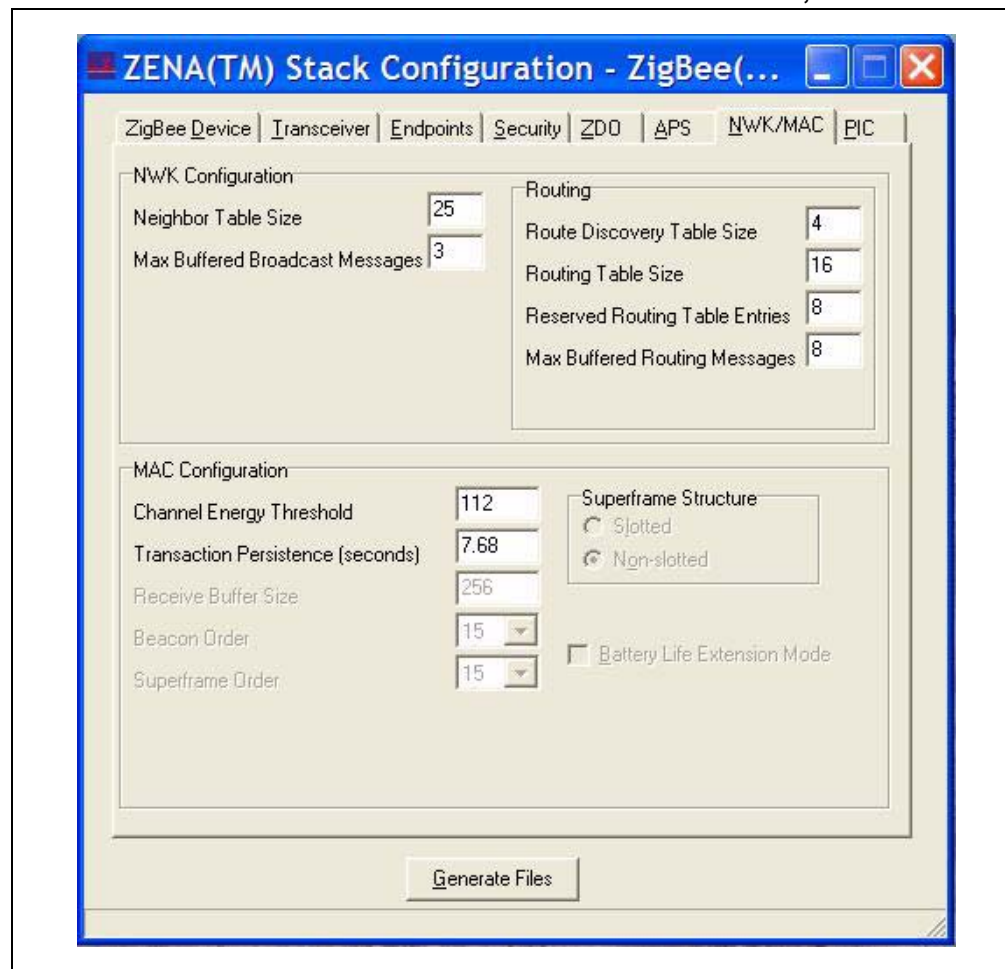 ZENA(TM) Stack Configuration - ZigBee(...
ZigBee Device
Transceiver
Endpoints
Security
ZDO
APS
NWK/MAC
PIC
NWK Configuration
Neighbor Table Size 25
Max Buffered Broadcast Messages 3
Routing
Route Discovery Table Size 4
Routing Table Size 16
Reserved Routing Table Entries 8
Max Buffered Routing Messages 8
MAC Configuration
Channel Energy Threshold 112
Transaction Persistence (seconds) 7.68
Receive Buffer Size 256
Beacon Order 15
Superframe Order 15
Superframe Structure
Slotted
Non-slotted
Battery Life Extension Mode
Generate Files